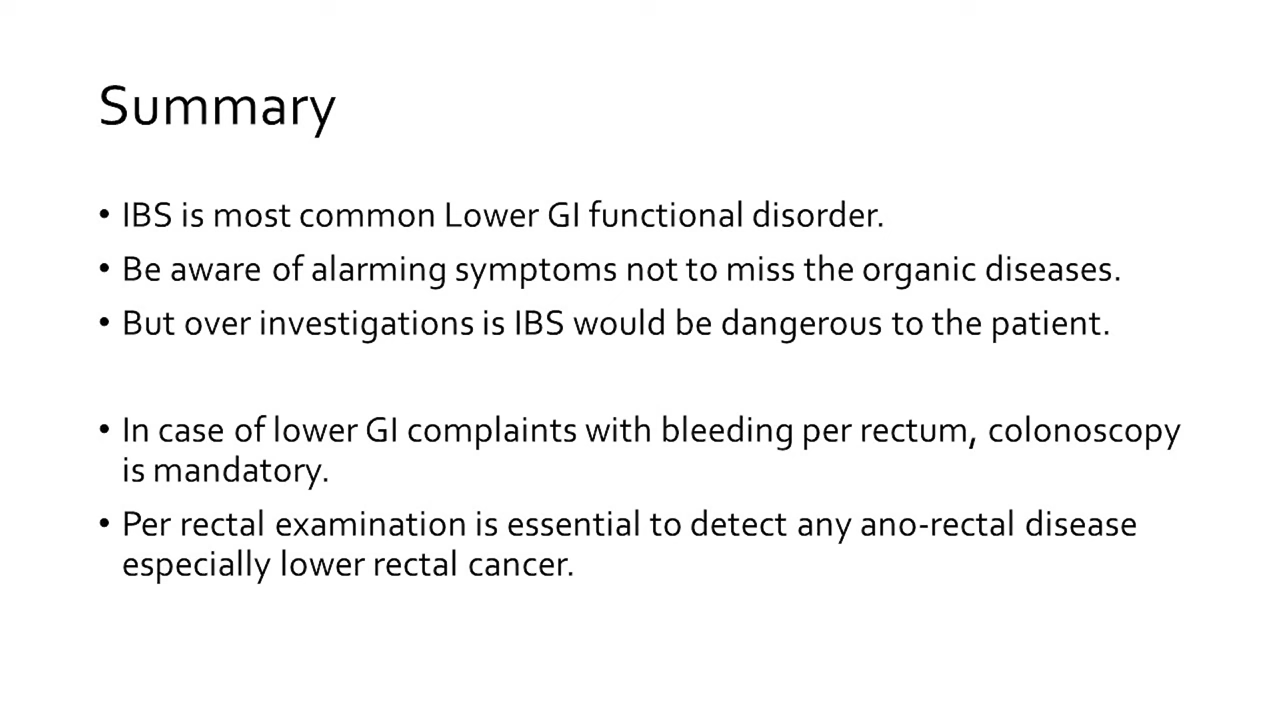 Summary
• IBS is most common Lower GI functional disorder.
• Be aware of alarming symptoms not to miss the organic diseases.
• But over investigations is IBS would be dangerous to the patient.
• In case of lower GI complaints with bleeding per rectum, colonoscopy
is mandatory.
• Per rectal examination is essential to detect any ano-rectal disease
especially lower rectal cancer.